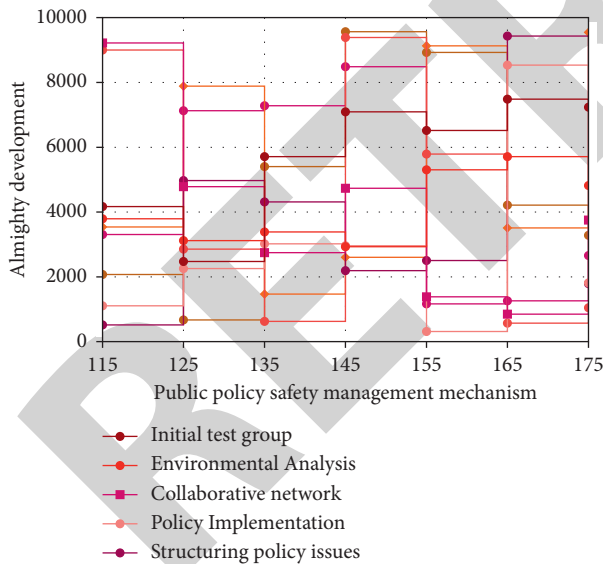 10000
8000
6000
4000
2000
0
Almighty development
115 125 135 145 155 165 175
Public policy safety management mechanism
Initial test group
Environmental Analysis
Collaborative network
Policy Implementation
Structuring policy issues
RETR